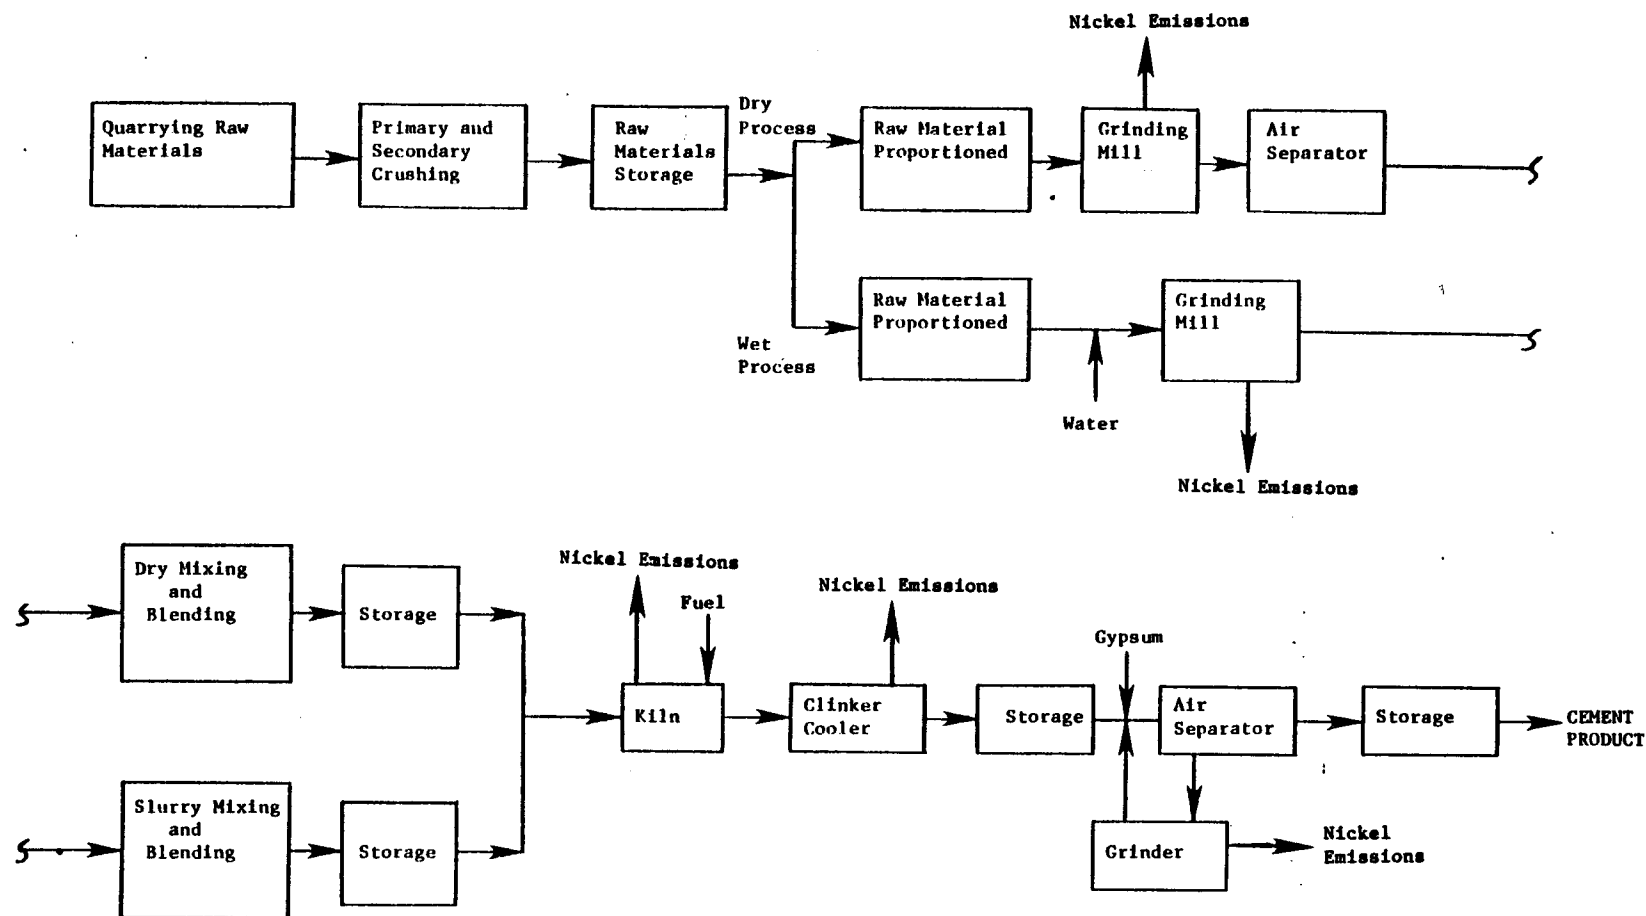 Nickel Emissions
Quarrying Raw
Materials
Primary and
Secondary
Crushing
Raw
Materials
Storage
Dry
Process
Raw Material
Proportioned
Grinding
Mill
Air
Separator
Wet
Process
Raw Material
Proportioned
Water
Grinding
Mill
Nickel Emissions
Dry Mixing
and
Blending
Storage
Slurry Mixing
and
Blending
Storage
Nickel Emissions
Fuel
Kiln
Nickel Emissions
Clinker
Cooler
Storage
Gypsum
Air
Separator
Storage
CEMENT
PRODUCT
Grinder
Nickel
Emissions